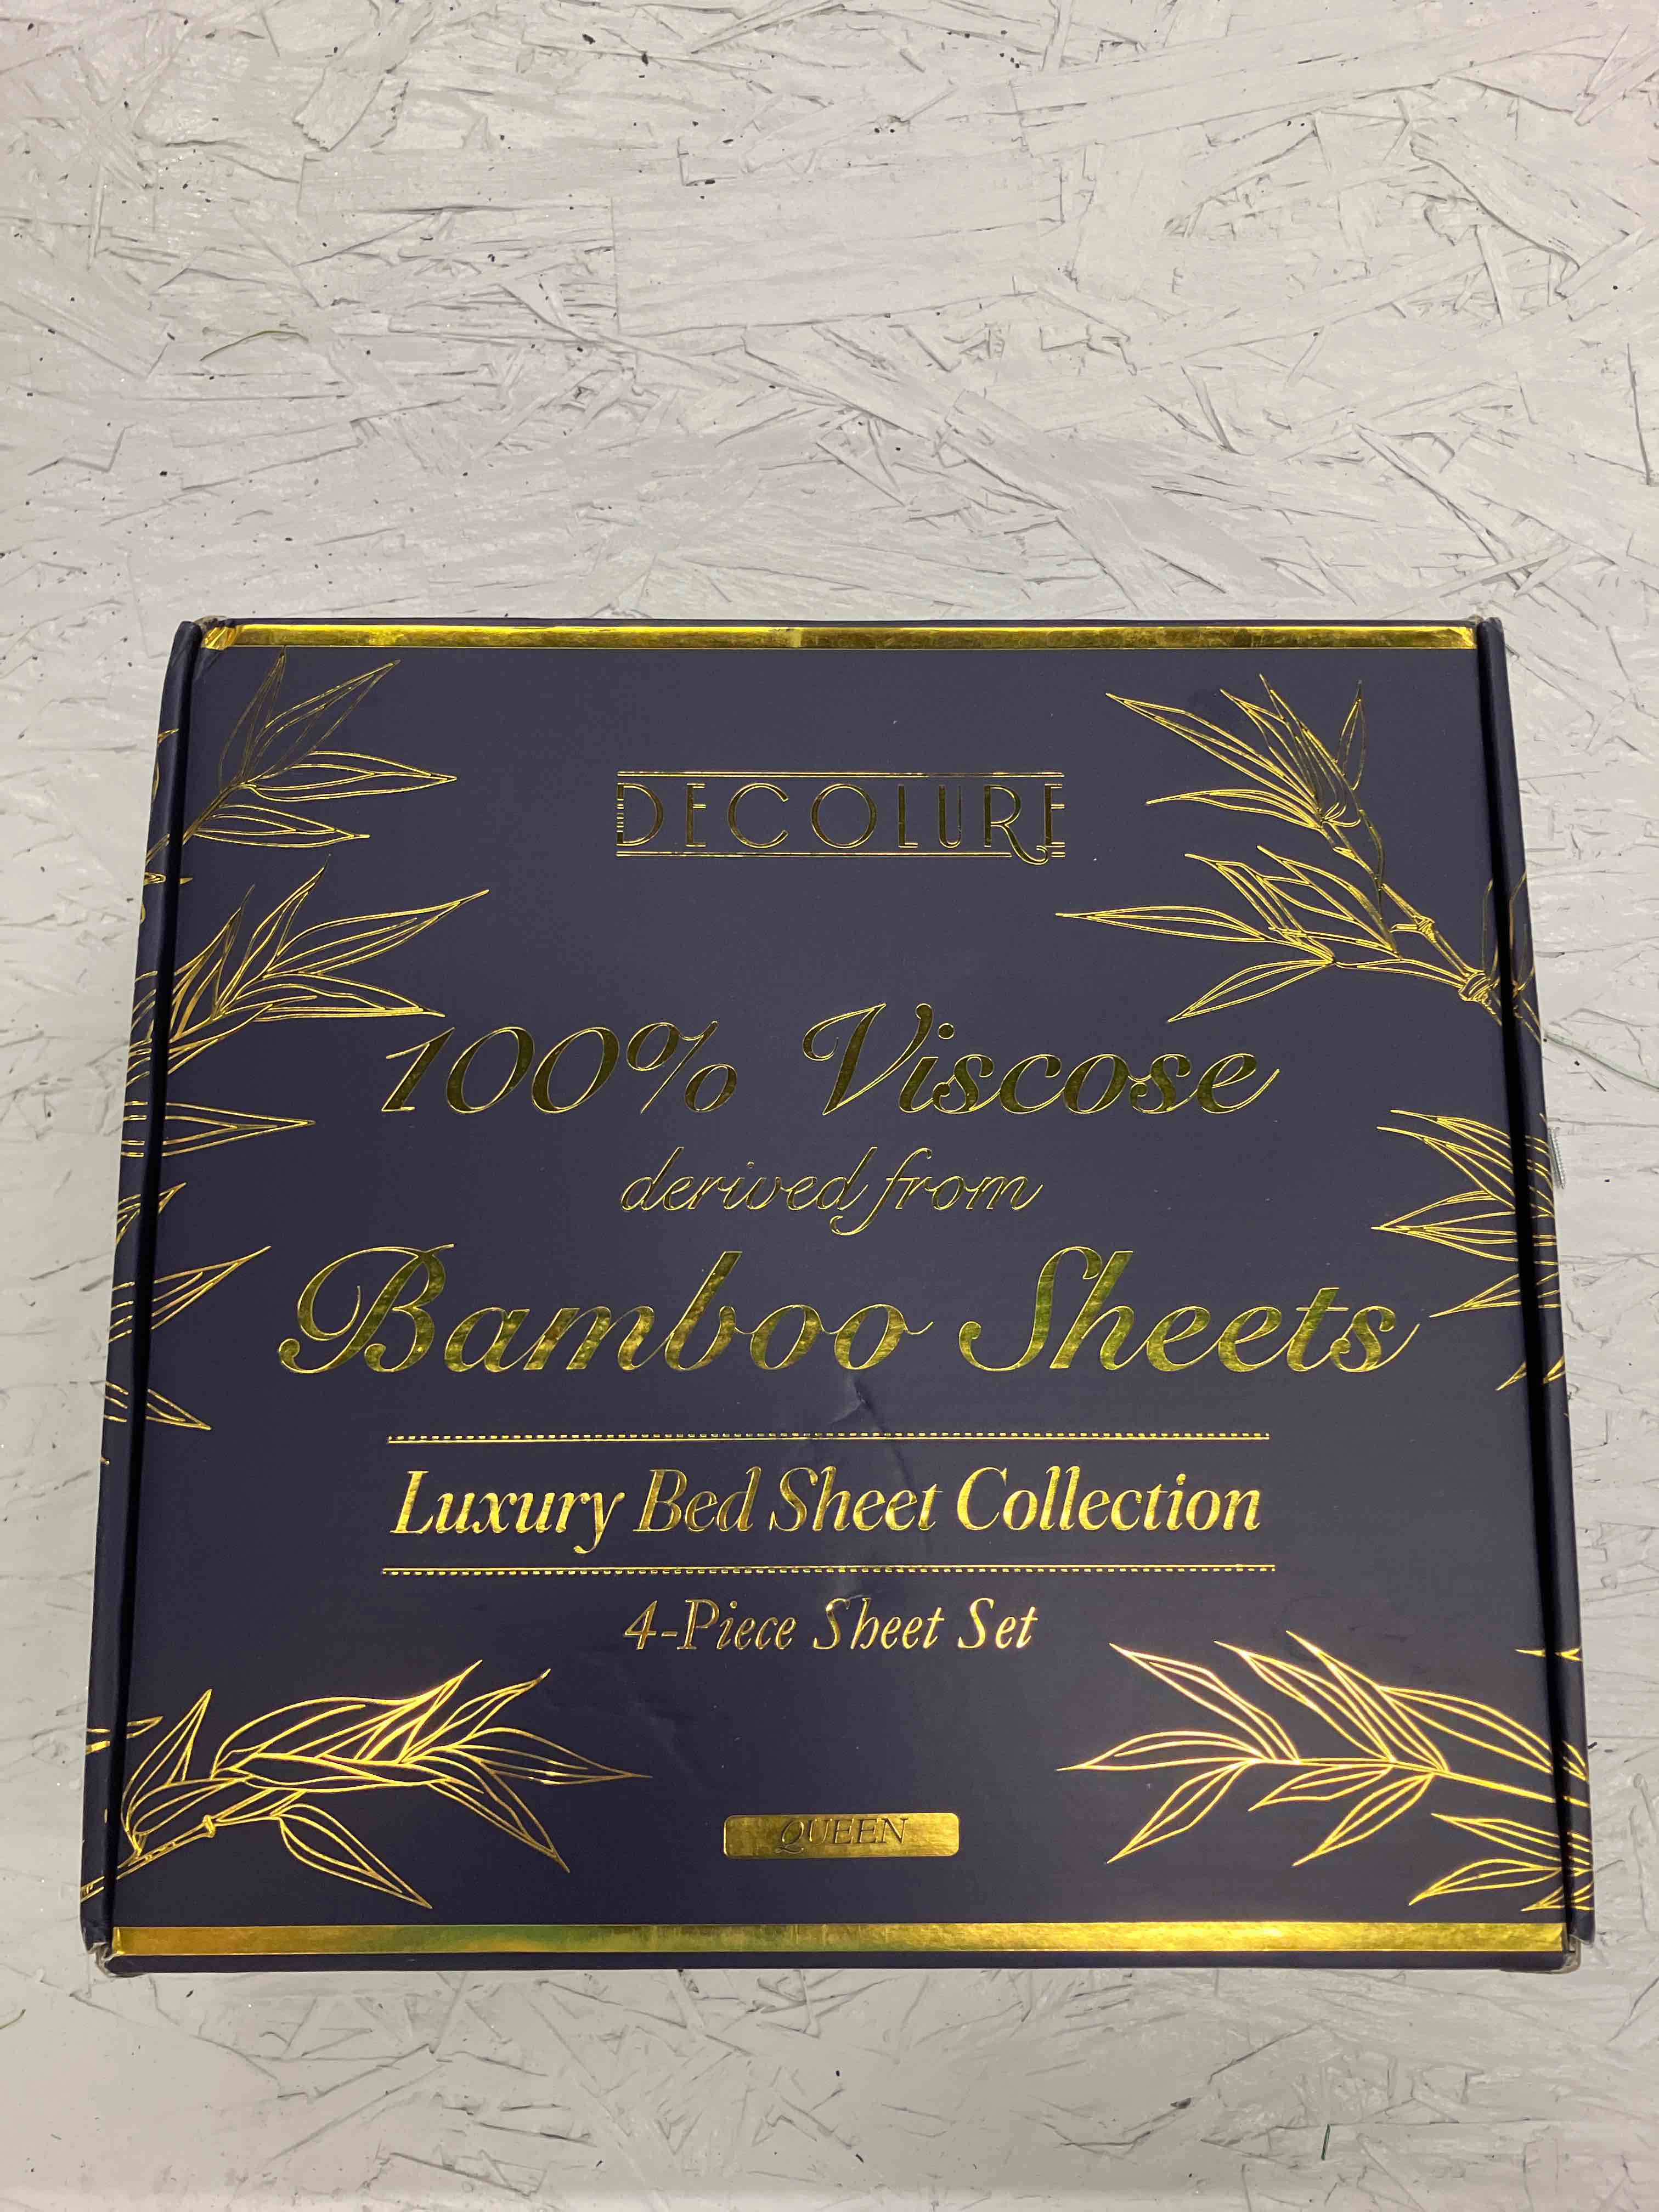 DECOLURE
100% Viscose
derived from
Bamboo Sheets
Luxury Bed Sheet Collection
4-Piece Sheet Set
QUEEN